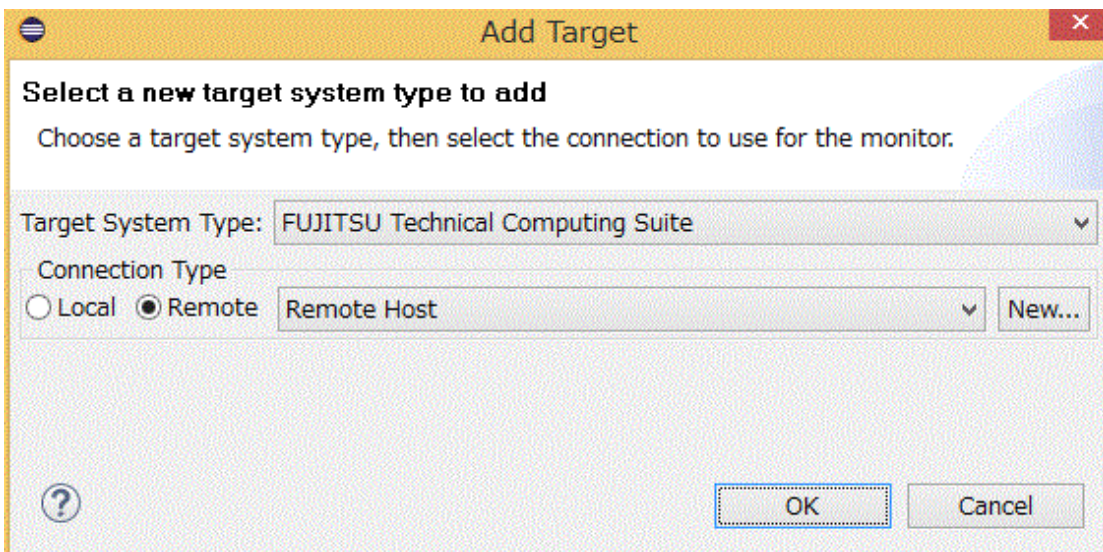 Add Target
Select a new target system type to add
Choose a target system type, then select the connection to use for the monitor.
Target System Type: FUJITSU Technical Computing Suite
Connection Type
Local Remote Remote Host New...
?
OK Cancel